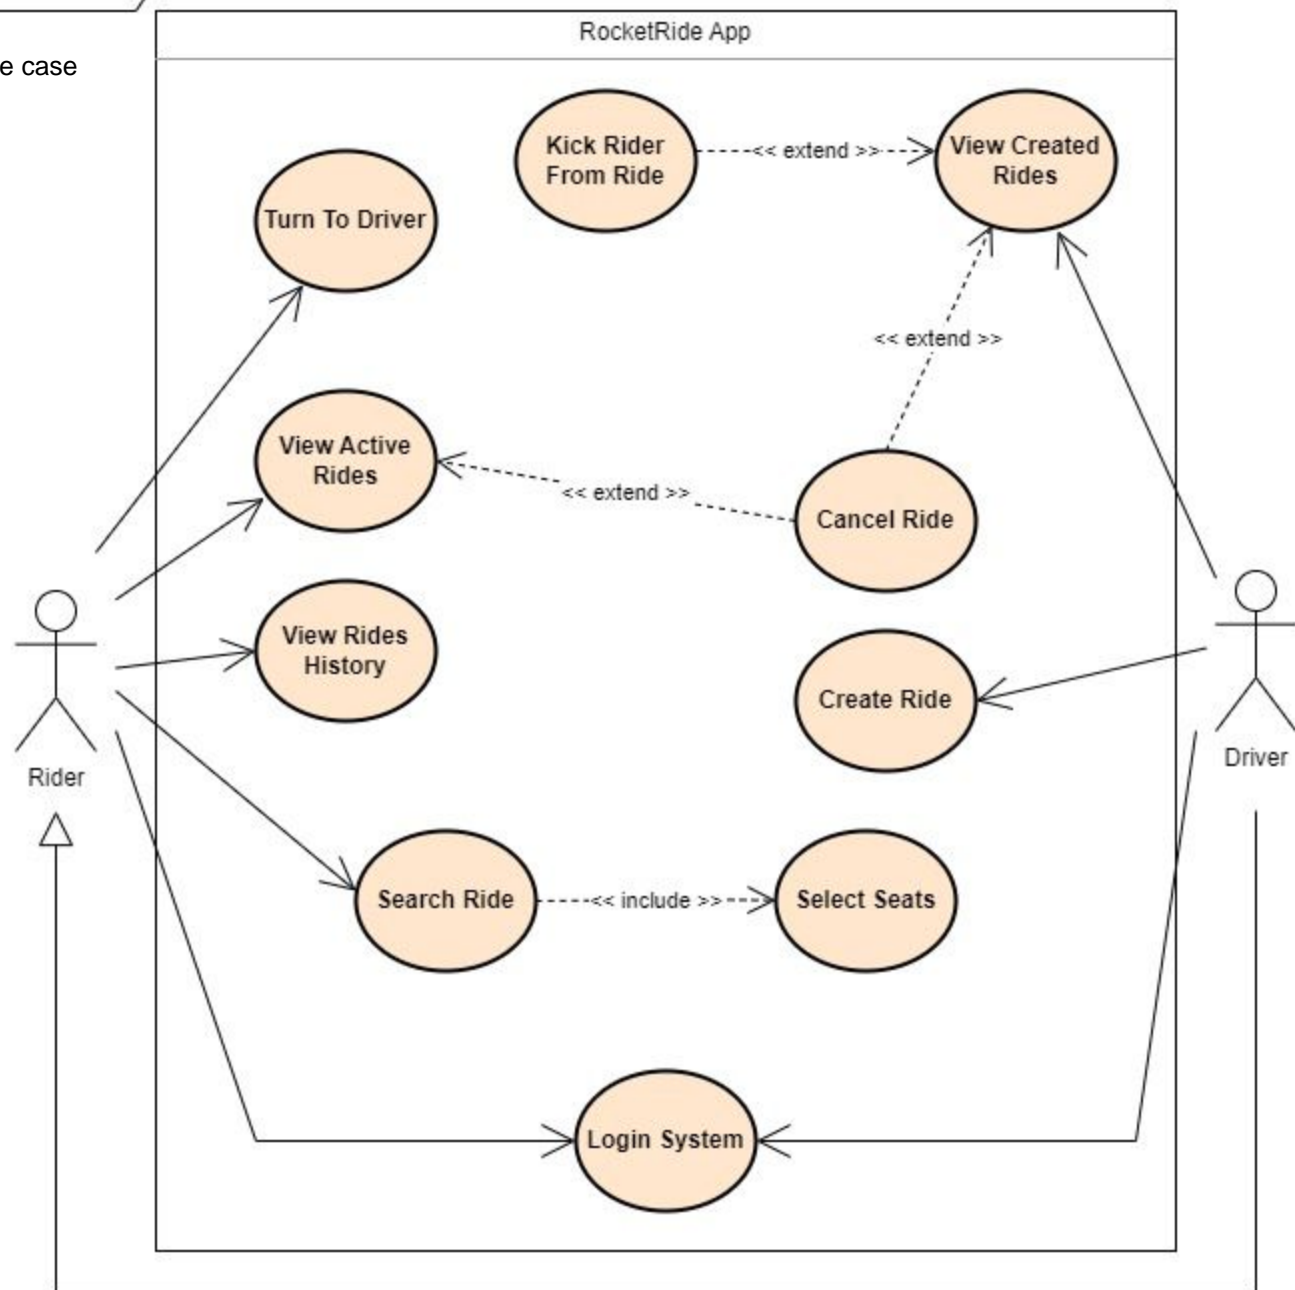 RocketRide App
e case
Kick Rider
From Ride
<< extend >>
View Created
Rides
Turn To Driver
<< extend >>
View Active
Rides
<< extend >>
Cancel Ride
View Rides
History
Create Ride
Rider
Driver
Search Ride
<< include >>
Select Seats
Login System